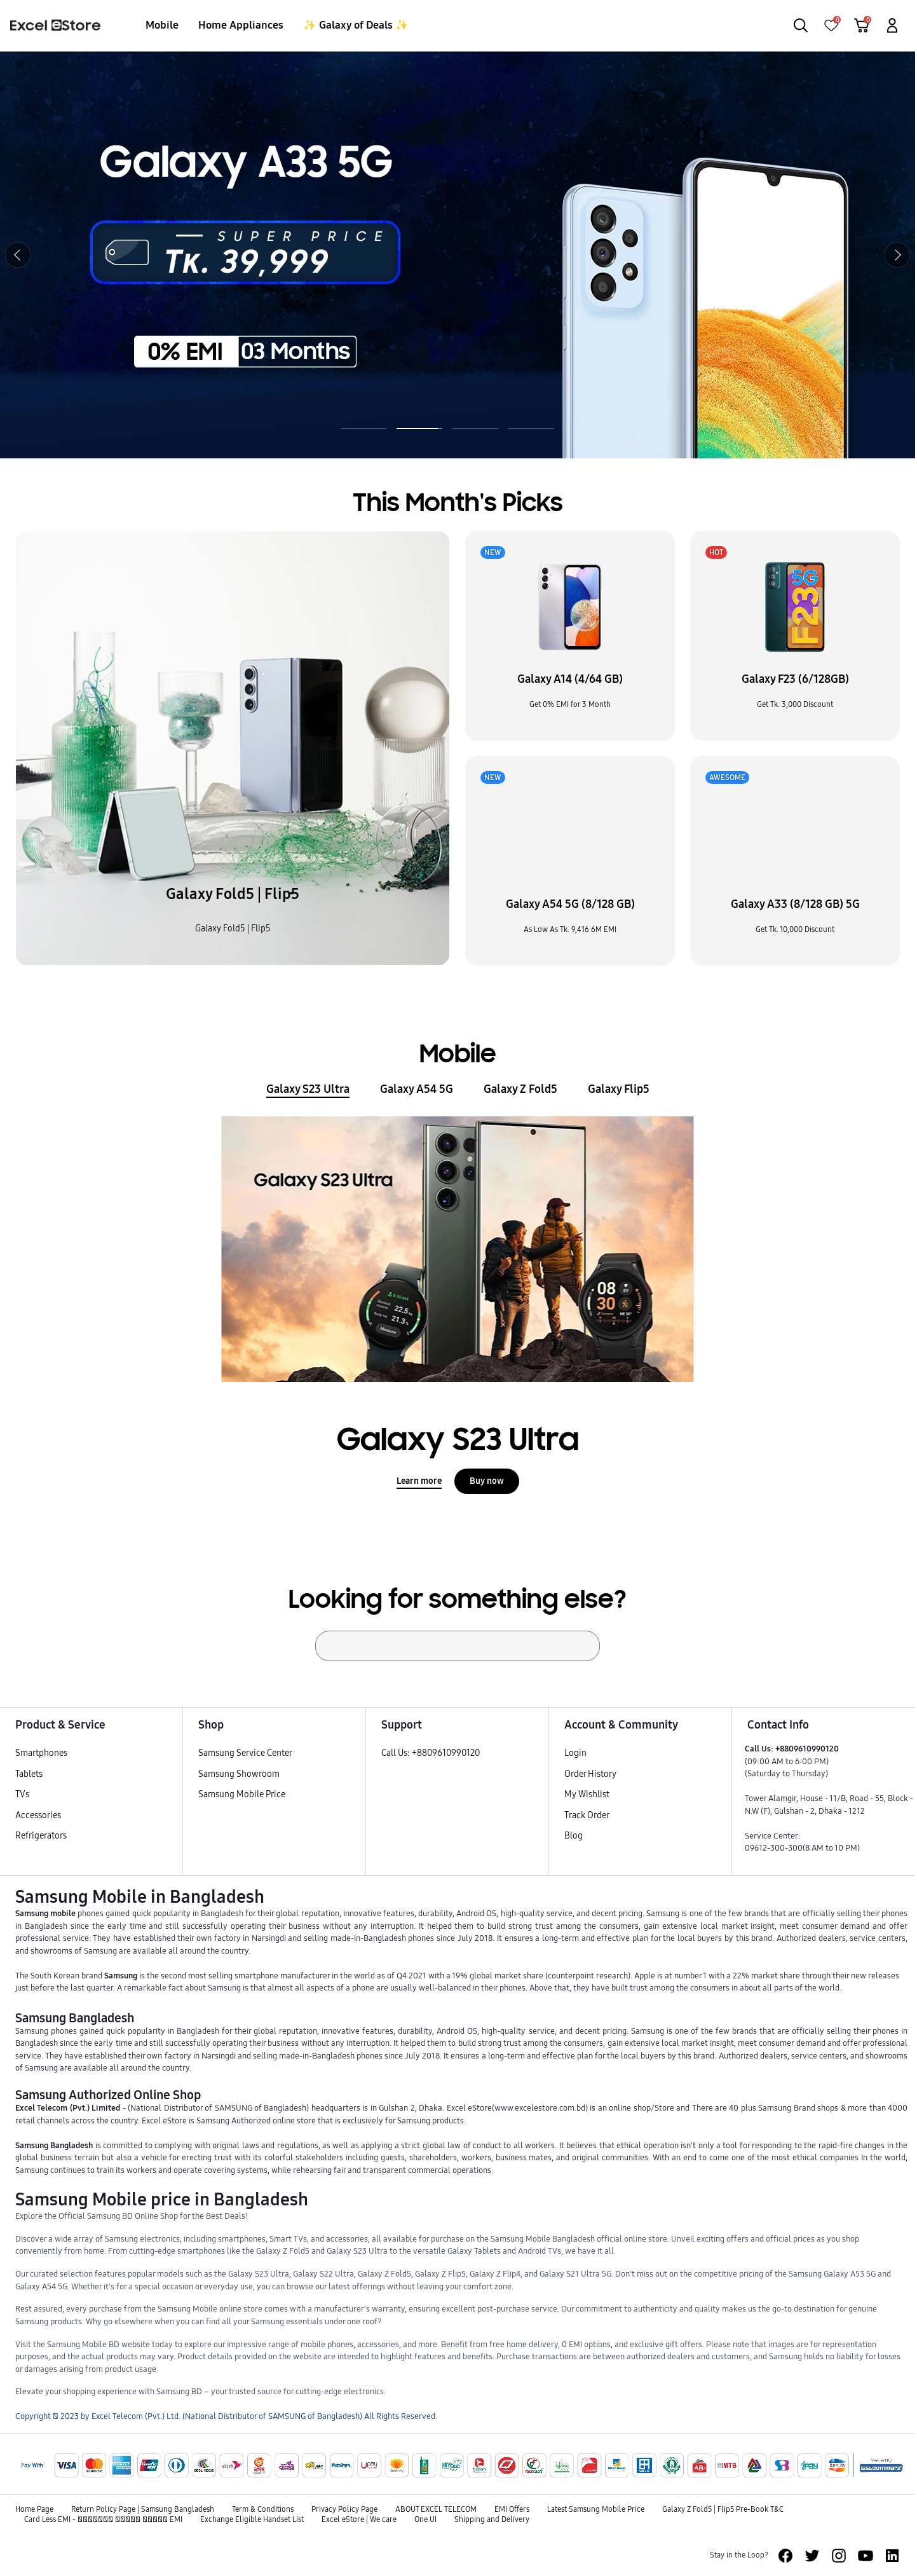 Excel eStore
Mobile
Home Appliances
✨ Galaxy of Deals ✨
0
0
Galaxy A33 5G
SUPER PRICE
Tk. 39,999
0% EMI 03 Months
This Month's Picks
Galaxy Fold5 | Flip5
Galaxy Fold5 | Flip5
NEW
Galaxy A14 (4/64 GB)
Get 0% EMI for 3 Month
HOT
5G
F23
Galaxy F23 (6/128GB)
Get Tk. 3,000 Discount
NEW
Galaxy A54 5G (8/128 GB)
As Low As Tk. 9,416 6M EMI
AWESOME
Galaxy A33 (8/128 GB) 5G
Get Tk. 10,000 Discount
Mobile
Galaxy S23 Ultra
Galaxy A54 5G
Galaxy Z Fold5
Galaxy Flip5
Galaxy S23 Ultra
22.5
21.3
Measure
08
30
Galaxy S23 Ultra
Learn more
Buy now
Looking for something else?
Product & Service
Smartphones
Tablets
TVs
Accessories
Refrigerators
Shop
Samsung Service Center
Samsung Showroom
Samsung Mobile Price
Support
Call Us: +8809610990120
Account & Community
Login
Order History
My Wishlist
Track Order
Blog
Contact Info
Call Us: +8809610990120
(09:00 AM to 6:00 PM)
(Saturday to Thursday)
Tower Alamgir, House - 11/B, Road - 55, Block -
N.W (F), Gulshan - 2, Dhaka - 1212
Service Center:
09612-300-300(8 AM to 10 PM)
Samsung Mobile in Bangladesh
Samsung mobile phones gained quick popularity in Bangladesh for their global reputation, innovative features, durability, Android OS, high-quality service, and decent pricing. Samsung is one of the few brands that are officially selling their phones
in Bangladesh since the early time and still successfully operating their business without any interruption. It helped them to build strong trust among the consumers, gain extensive local market insight, meet consumer demand and offer
professional service. They have established their own factory in Narsingdi and selling made-in-Bangladesh phones since July 2018. It ensures a long-term and effective plan for the local buyers by this brand. Authorized dealers, service centers,
and showrooms of Samsung are available all around the country.
The South Korean brand Samsung is the second most selling smartphone manufacturer in the world as of Q4 2021 with a 19% global market share (counterpoint research). Apple is at number1 with a 22% market share through their new releases
just before the last quarter. A remarkable fact about Samsung is that almost all aspects of a phone are usually well-balanced in their phones. Above that, they have built trust among the consumers in about all parts of the world.
Samsung Bangladesh
Samsung phones gained quick popularity in Bangladesh for their global reputation, innovative features, durability, Android OS, high-quality service, and decent pricing. Samsung is one of the few brands that are officially selling their phones in
Bangladesh since the early time and still successfully operating their business without any interruption. It helped them to build strong trust among the consumers, gain extensive local market insight, meet consumer demand and offer professional
service. They have established their own factory in Narsingdi and selling made-in-Bangladesh phones since July 2018. It ensures a long-term and effective plan for the local buyers by this brand. Authorized dealers, service centers, and showrooms
of Samsung are available all around the country.
Samsung Authorized Online Shop
Excel Telecom (Pvt.) Limited - (National Distributor of SAMSUNG of Bangladesh) headquarters is in Gulshan 2, Dhaka. Excel eStore(www.excelestore.com.bd) is an online shop/Store and There are 40 plus Samsung Brand shops & more than 4000
retail channels across the country. Excel eStore is Samsung Authorized online store that is exclusively for Samsung products.
Samsung Bangladesh is committed to complying with original laws and regulations, as well as applying a strict global law of conduct to all workers. It believes that ethical operation isn't only a tool for responding to the rapid-fire changes in the
global business terrain but also a vehicle for erecting trust with its colorful stakeholders including guests, shareholders, workers, business mates, and original communities. With an end to come one of the most ethical companies In the world,
Samsung continues to train its workers and operate covering systems, while rehearsing fair and transparent commercial operations.
Samsung Mobile price in Bangladesh
Explore the Official Samsung BD Online Shop for the Best Deals!
Discover a wide array of Samsung electronics, including smartphones, Smart TVs, and accessories, all available for purchase on the Samsung Mobile Bangladesh official online store. Unveil exciting offers and official prices as you shop
conveniently from home. From cutting-edge smartphones like the Galaxy Z Fold5 and Galaxy S23 Ultra to the versatile Galaxy Tablets and Android TVs, we have it all.
Our curated selection features popular models such as the Galaxy S23 Ultra, Galaxy S22 Ultra, Galaxy Z Fold5, Galaxy Z Flip5, Galaxy Z Flip4, and Galaxy S21 Ultra 5G. Don't miss out on the competitive pricing of the Samsung Galaxy A53 5G and
Galaxy A54 5G. Whether it's for a special occasion or everyday use, you can browse our latest offerings without leaving your comfort zone.
Rest assured, every purchase from the Samsung Mobile online store comes with a manufacturer's warranty, ensuring excellent post-purchase service. Our commitment to authenticity and quality makes us the go-to destination for genuine
Samsung products. Why go elsewhere when you can find all your Samsung essentials under one roof?
Visit the Samsung Mobile BD website today to explore our impressive range of mobile phones, accessories, and more. Benefit from free home delivery, 0 EMI options, and exclusive gift offers. Please note that images are for representation
purposes, and the actual products may vary. Product details provided on the website are intended to highlight features and benefits. Purchase transactions are between authorized dealers and customers, and Samsung holds no liability for losses
or damages arising from product usage.
Elevate your shopping experience with Samsung BD – your trusted source for cutting-edge electronics.
Copyright 2023 by Excel Telecom (Pvt.) Ltd. (National Distributor of SAMSUNG of Bangladesh) All Rights Reserved.
Pay With
VISA
MTB
SSLCOMMERZ
Home Page
Return Policy Page | Samsung Bangladesh
Term & Conditions
Privacy Policy Page
ABOUT EXCEL TELECOM
EMI Offers
Latest Samsung Mobile Price
Galaxy Z Fold5 | Flip5 Pre-Book T&C
Card Less EMI - EMI
Exchange Eligible Handset List
Excel eStore | We care
One UI
Shipping and Delivery
Stay in the Loop?